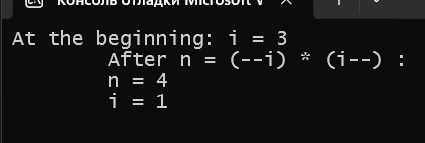 Консоль отладки Microsoft V
At the beginning: i = 3
After n = (--i) * (i--) :
n = 4
i = 1